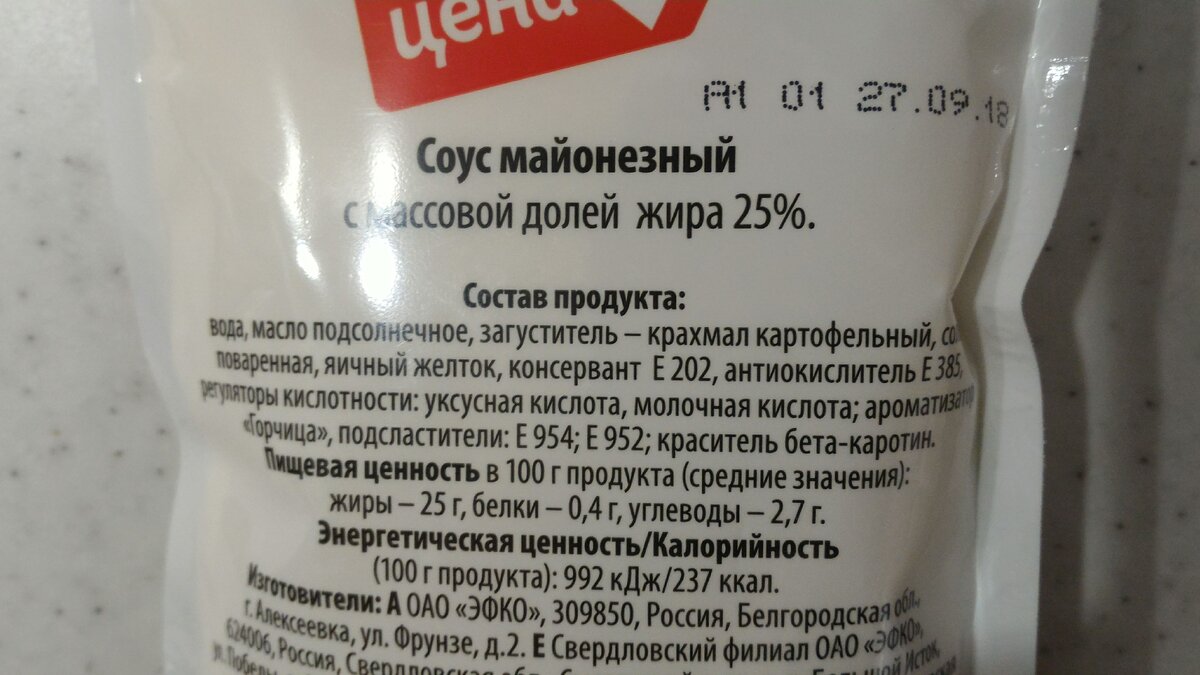 цена
А1 01 27.09.18
Соус майонезный
с массовой долей жира 25%.
Состав продукта:
вода, масло подсолнечное, загуститель – крахмал картофельный,
поваренная, яичный желток, консервант Е 202, антиокислитель Е 385,
регуляторы кислотности: уксусная кислота, молочная кислота; ароматизатор
«Горчица», подсластители: Е 954; Е 952; краситель бета-каротин.
Пищевая ценность в 100 г продукта (средние значения):
жиры – 25 г, белки – 0,4 г, углеводы – 2,7 г.
Энергетическая ценность/Калорийность
(100 г продукта): 992 кДж/237 ккал.
Изготовители: А ОАО «ЭФКО», 309850, Россия, Белгородская обл.,
г. Алексеевка, ул. Фрунзе, д.2. Е Свердловский филиал ОАО «ЭФКО»,
624006, Россия, Свердловская обл., Большой Исток,
ул. Победы